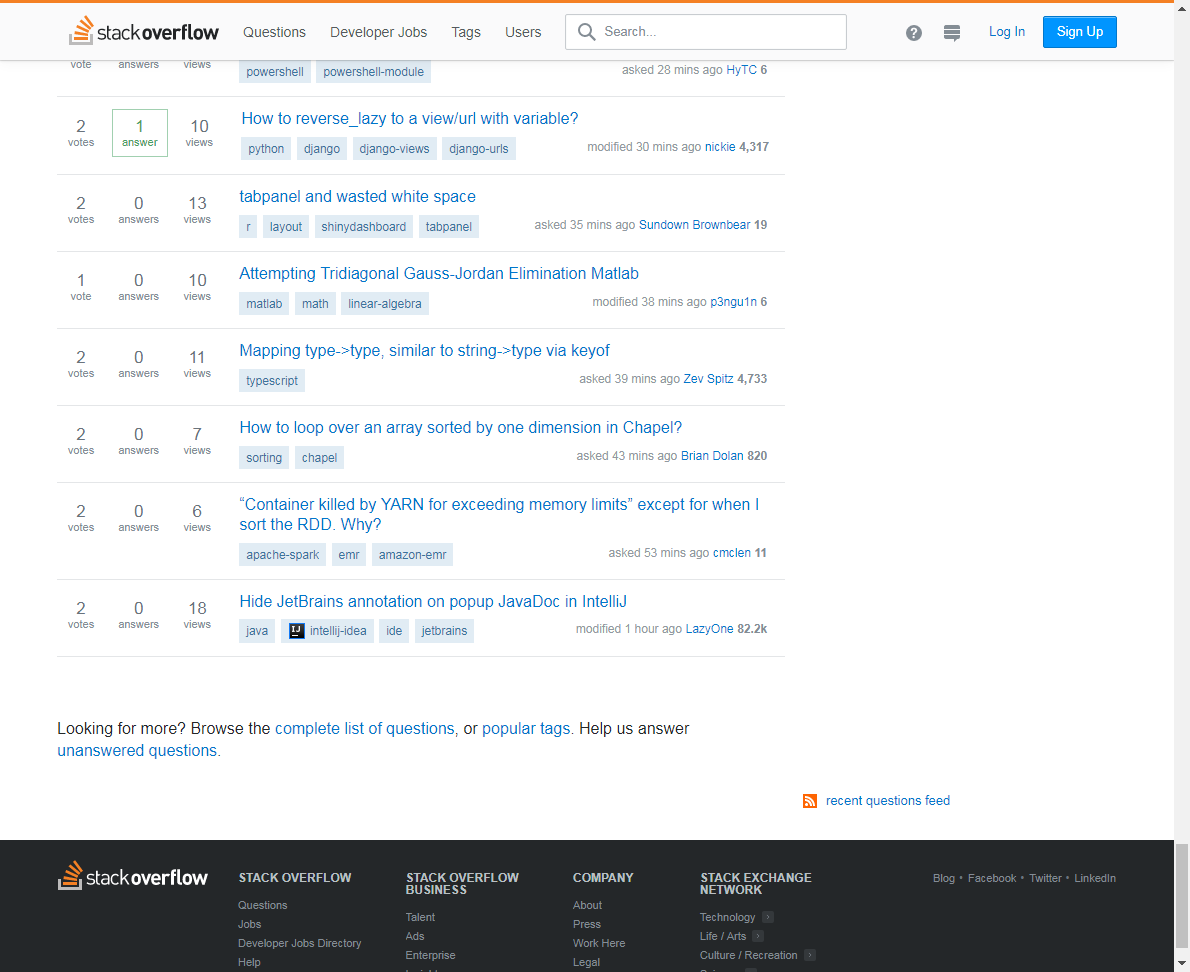 stackoverflow Questions Developer Jobs Tags Users Search... ? Log In Sign Up
vote answers views powershell powershell-module asked 28 mins ago HyTC 6
2 votes 1 answer 10 views How to reverse_lazy to a view/url with variable?
python django django-views django-urls modified 30 mins ago nickie 4,317
2 votes 0 answers 13 views tabpanel and wasted white space
r layout shinydashboard tabpanel asked 35 mins ago Sundown Brownbear 19
1 vote 0 answers 10 views Attempting Tridiagonal Gauss-Jordan Elimination Matlab
matlab math linear-algebra modified 38 mins ago p3ngu1n 6
2 votes 0 answers 11 views Mapping type->type, similar to string->type via keyof
typescript asked 39 mins ago Zev Spitz 4,733
2 votes 0 answers 7 views How to loop over an array sorted by one dimension in Chapel?
sorting chapel asked 43 mins ago Brian Dolan 820
2 votes 0 answers 6 views “Container killed by YARN for exceeding memory limits” except for when I
sort the RDD. Why?
apache-spark emr amazon-emr asked 53 mins ago cmclen 11
2 votes 0 answers 18 views Hide JetBrains annotation on popup JavaDoc in IntelliJ
java IJ intellij-idea ide jetbrains modified 1 hour ago LazyOne 82.2k
Looking for more? Browse the complete list of questions, or popular tags. Help us answer
unanswered questions.
recent questions feed
stackoverflow
STACK OVERFLOW
Questions
Jobs
Developer Jobs Directory
Help
STACK OVERFLOW
BUSINESS
Talent
Ads
Enterprise
COMPANY
About
Press
Work Here
Legal
STACK EXCHANGE
NETWORK
Technology
Life / Arts
Culture / Recreation
Blog • Facebook • Twitter • LinkedIn